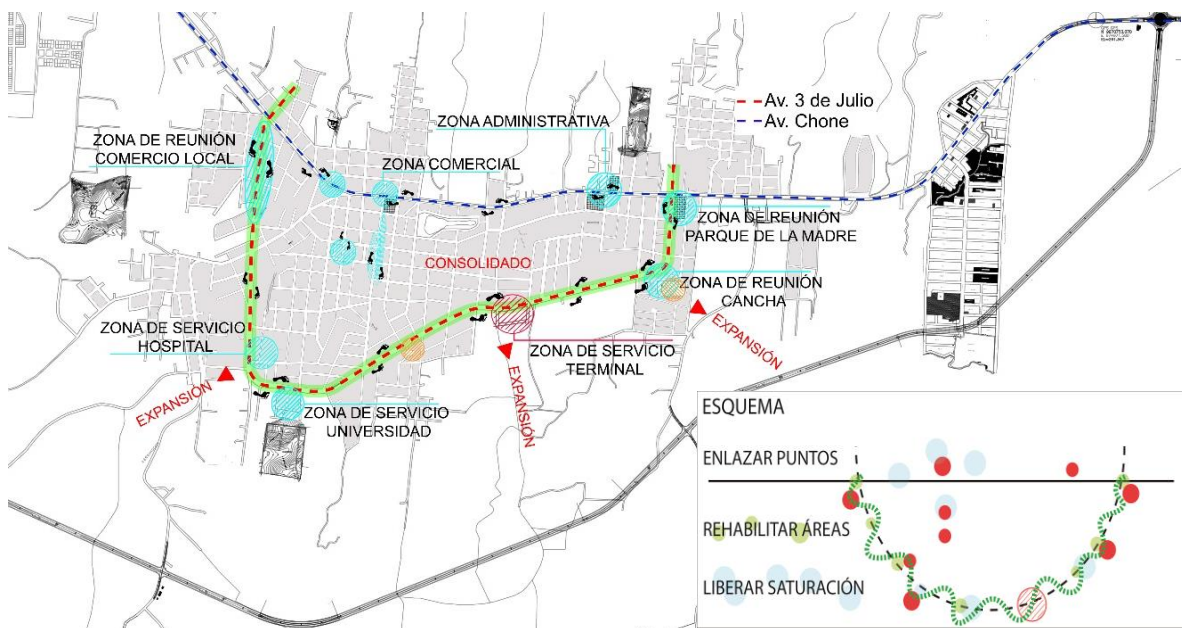 Av. 3 de Julio
Av. Chone
ZONA DE REUNIÓN
COMERCIO LOCAL
ZONA COMERCIAL
ZONA ADMINISTRATIVA
ZONA DE REUNIÓN
PARQUE DE LA MADRE
CONSOLIDADO
ZONA DE REUNIÓN
CANCHA
ZONA DE SERVICIO
HOSPITAL
ZONA DE SERVICIO
TERMINAL
EXPANSIÓN
EXPANSIÓN
EXPANSIÓN
ZONA DE SERVICIO
UNIVERSIDAD
ESQUEMA
ENLAZAR PUNTOS
REHABILITAR ÁREAS
LIBERAR SATURACIÓN